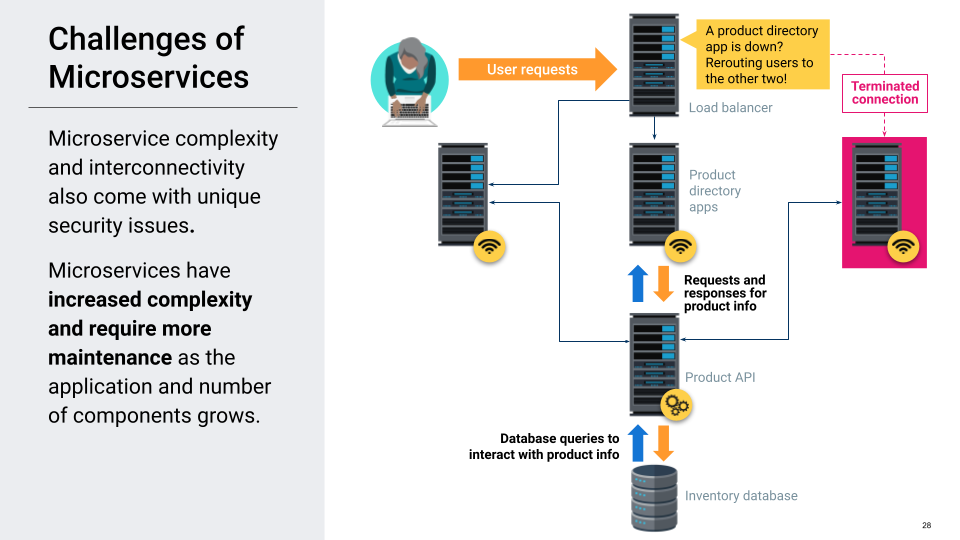 Challenges of
Microservices
Microservice complexity
and interconnectivity
also come with unique
security issues.
Microservices have
increased complexity
and require more
maintenance as the
application and number
of components grows.
User requests
A product directory
app is down?
Rerouting users to
the other two!
Load balancer
Terminated
connection
Product
directory
apps
Requests and
responses for
product info
Product API
Database queries to
interact with product info
Inventory database
28